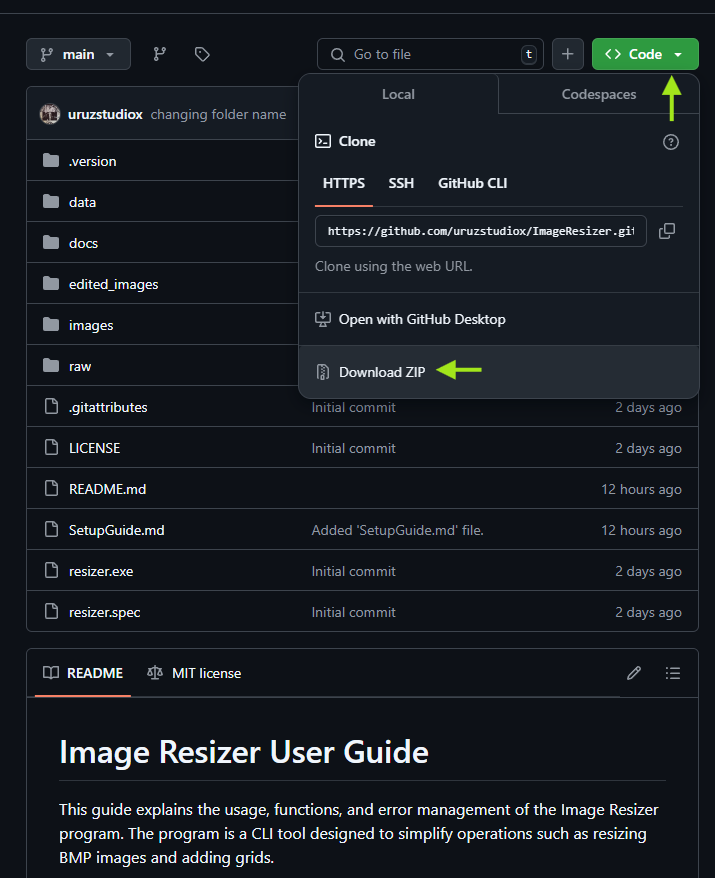 main
Go to file
t
Code
uruzstudiox changing folder name
Local
Codespaces
Clone
HTTPS SSH GitHub CLI
https://github.com/uruzstudiox/ImageResizer.git
Clone using the web URL.
Open with GitHub Desktop
Download ZIP
.version
data
docs
edited_images
images
raw
.gitattributes Initial commit 2 days ago
LICENSE Initial commit 2 days ago
README.md 12 hours ago
SetupGuide.md Added 'SetupGuide.md' file. 12 hours ago
resizer.exe Initial commit 2 days ago
resizer.spec Initial commit 2 days ago
README MIT license
Image Resizer User Guide
This guide explains the usage, functions, and error management of the Image Resizer
program. The program is a CLI tool designed to simplify operations such as resizing
BMP images and adding grids.